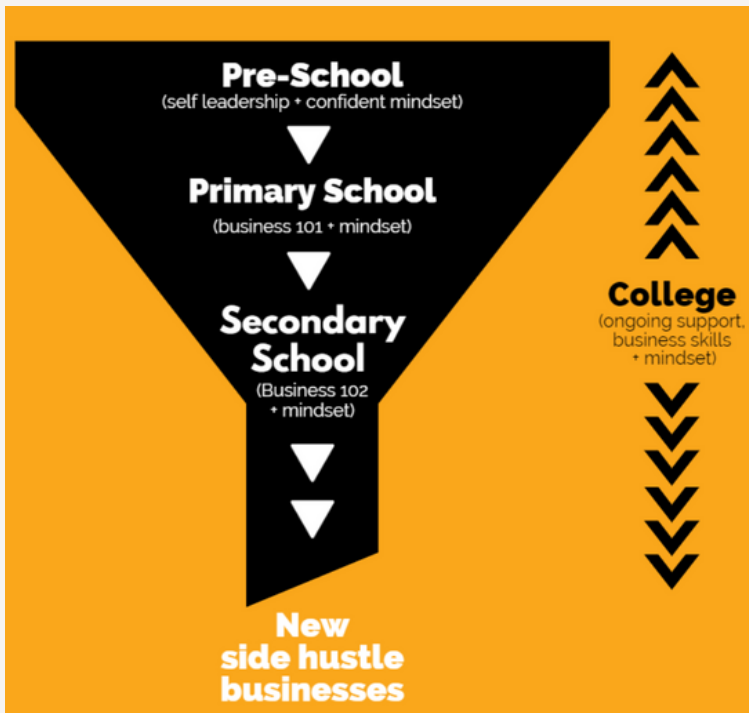 Pre-School
(self leadership + confident mindset)
Primary School
(business 101 + mindset)
Secondary
School
(Business 102
+ mindset)
New
side hustle
businesses
College
(ongoing support,
business skills
+ mindset)